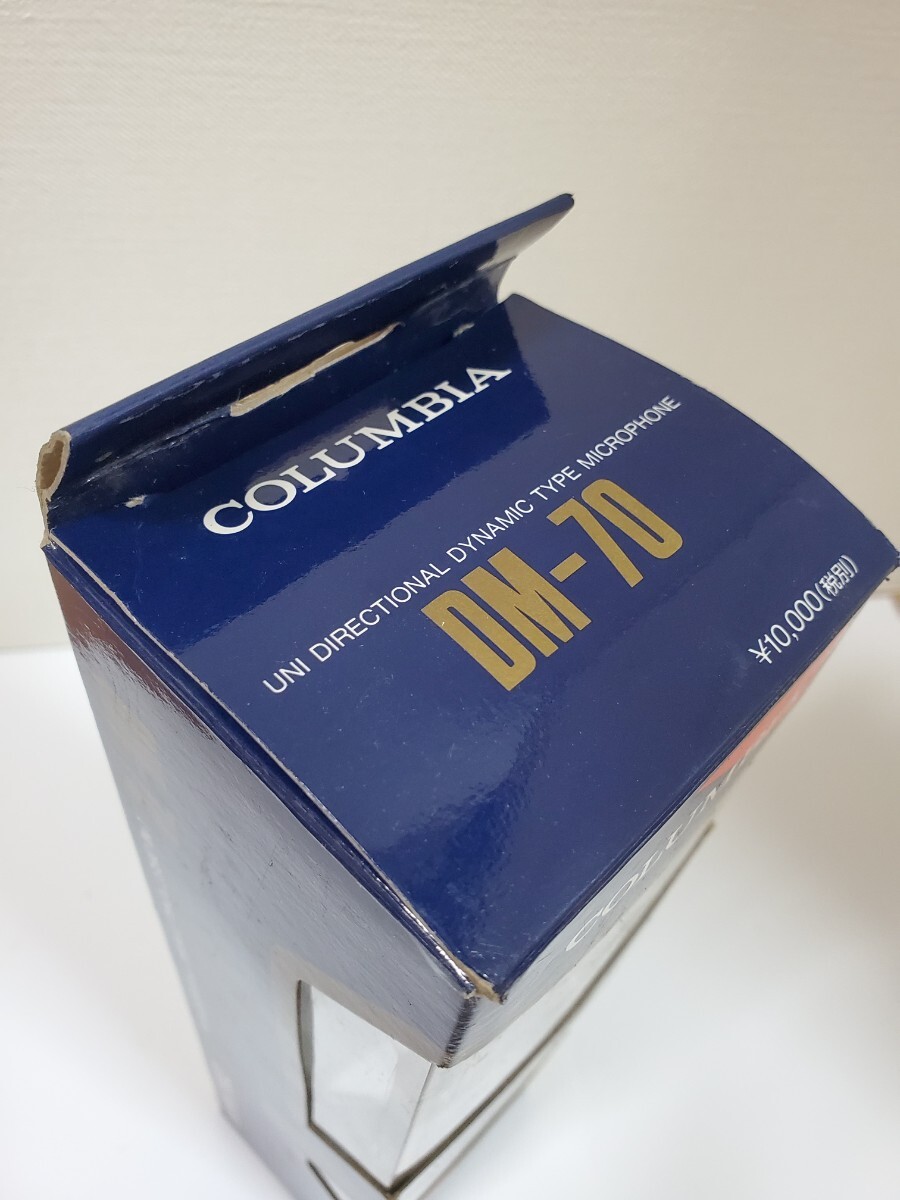 COLUMBIA
UNI DIRECTIONAL DYNAMIC TYPE MICROPHONE
DM-70
¥10,000(税別)